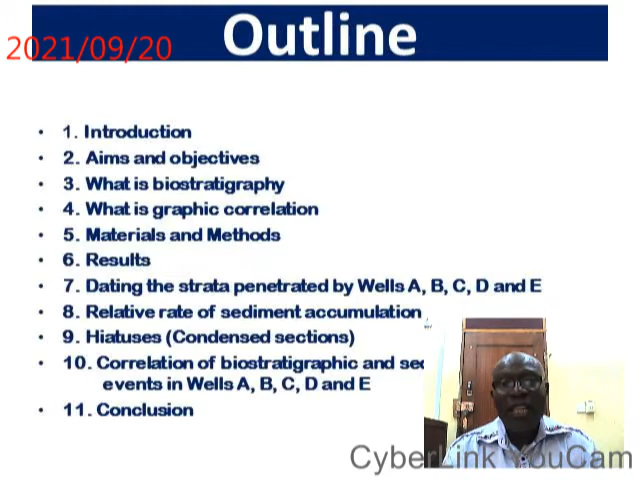 Outline
2021/09/20
• 1. Introduction
• 2. Aims and objectives
• 3. What is biostratigraphy
• 4. What is graphic correlation
• 5. Materials and Methods
• 6. Results
• 7. Dating the strata penetrated by Wells A, B, C, D and E
• 8. Relative rate of sediment accumulation
• 9. Hiatuses (Condensed sections)
• 10. Correlation of biostratigraphic and
events in Wells A, B, C, D and E
• 11. Conclusion
CyberLink YouCam